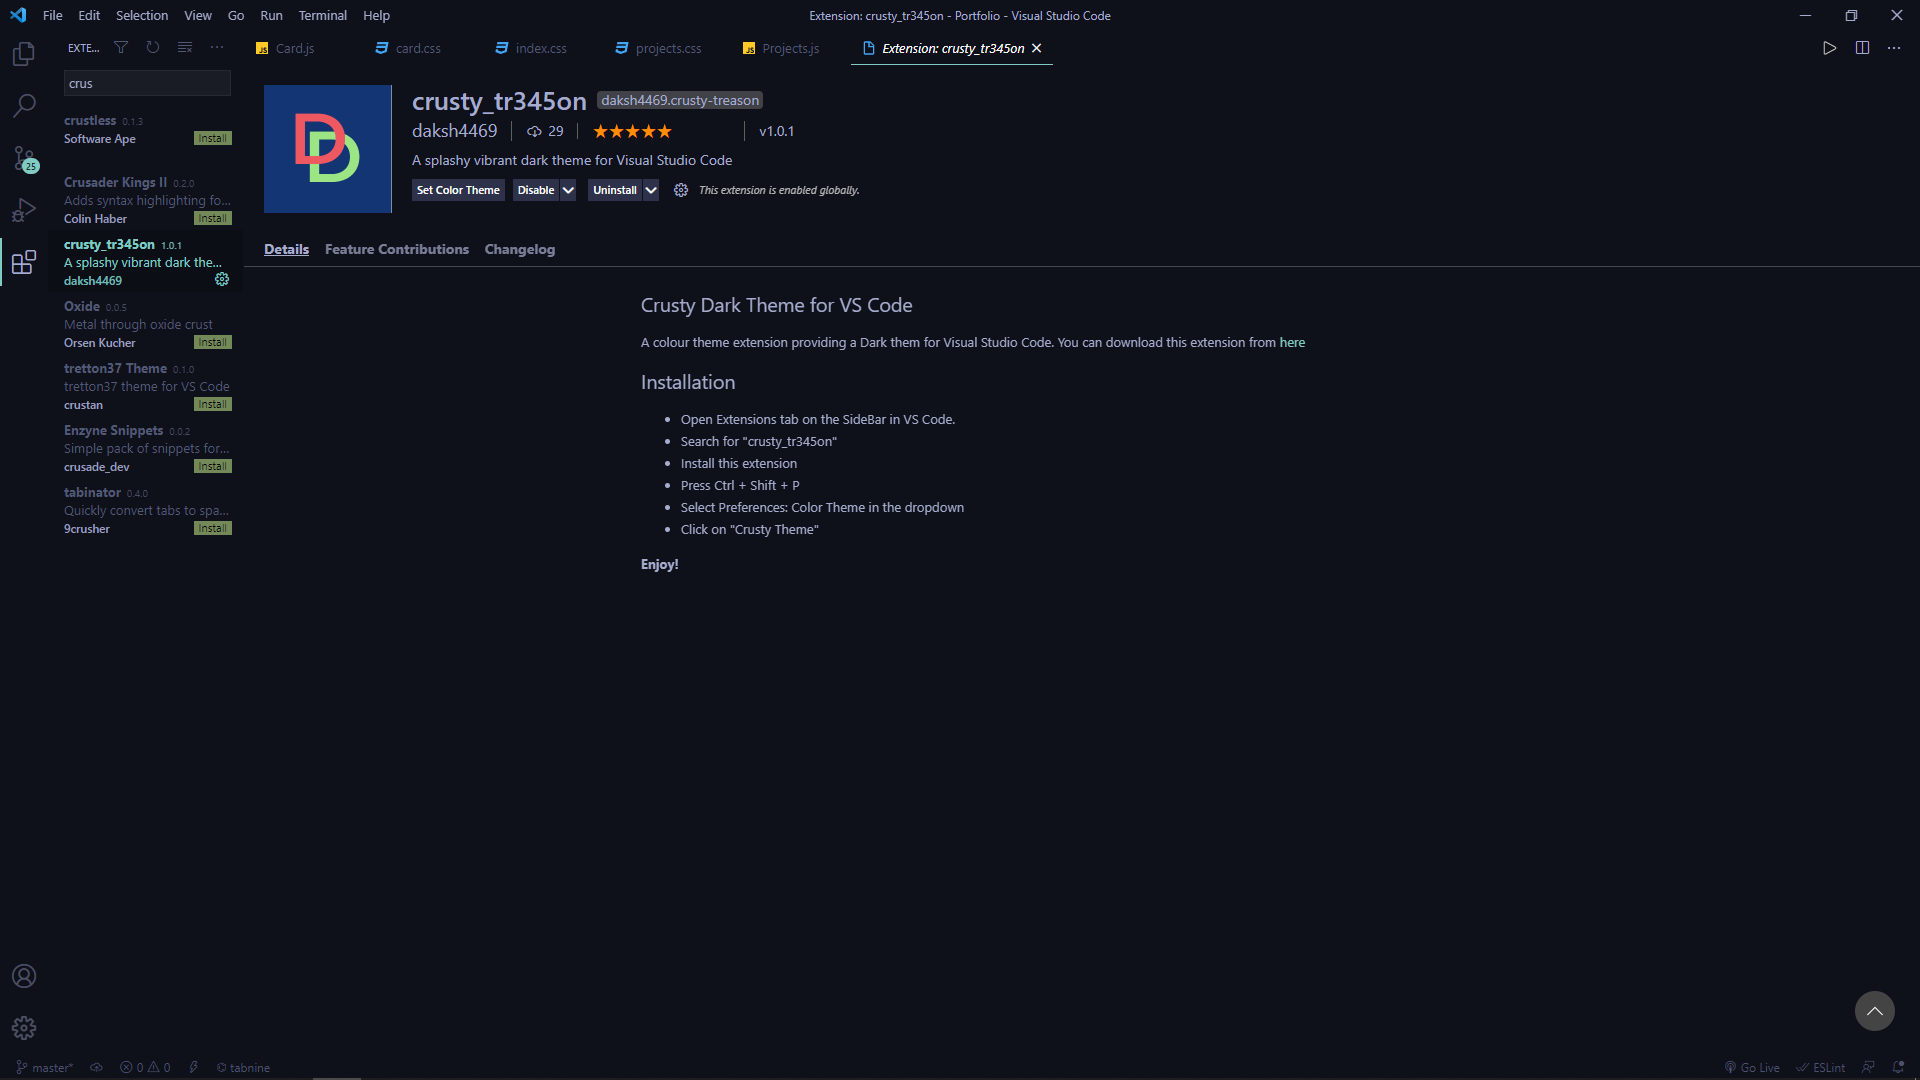 File Edit Selection View Go Run Terminal Help
Extension: crusty_tr345on - Portfolio - Visual Studio Code
EXTE...
Card.js card.css index.css projects.css Projects.js Extension: crusty_tr345on
crus
crustless 0.1.3
Software Ape Install
Crusader Kings II 0.2.0
Adds syntax highlighting fo...
Colin Haber Install
crusty_tr345on 1.0.1
A splashy vibrant dark the...
daksh4469
Oxide 0.0.5
Metal through oxide crust
Orsen Kucher Install
tretton37 Theme 0.1.0
tretton37 theme for VS Code
crustan Install
Enzyne Snippets 0.0.2
Simple pack of snippets for...
crusade_dev Install
tabinator 0.4.0
Quickly convert tabs to spa...
9crusher Install
25
DD
crusty_tr345on daksh4469.crusty-treason
daksh4469 29 v1.0.1
A splashy vibrant dark theme for Visual Studio Code
Set Color Theme Disable Uninstall This extension is enabled globally.
Details Feature Contributions Changelog
Crusty Dark Theme for VS Code
A colour theme extension providing a Dark them for Visual Studio Code. You can download this extension from here
Installation
• Open Extensions tab on the SideBar in VS Code.
• Search for "crusty_tr345on"
• Install this extension
• Press Ctrl + Shift + P
• Select Preferences: Color Theme in the dropdown
• Click on "Crusty Theme"
Enjoy!
master* 0 0 tabnine
Go Live ESLint